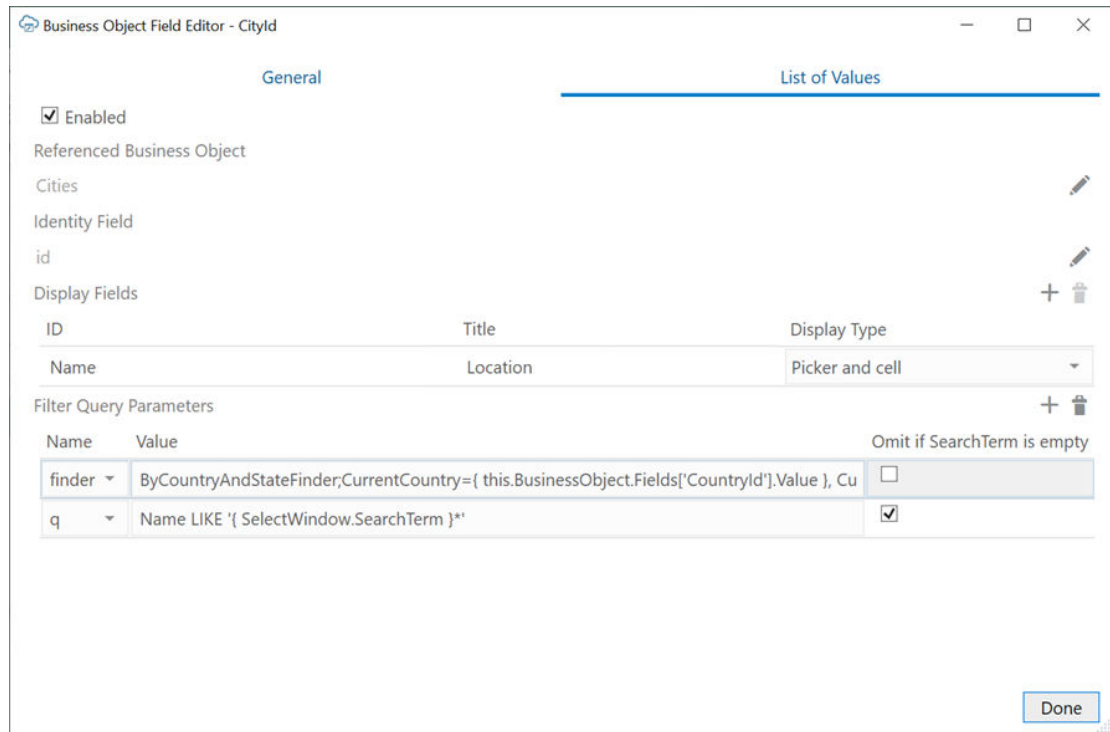 Business Object Field Editor - CityId
General List of Values
Enabled
Referenced Business Object
Cities
Identity Field
id
Display Fields
ID Title Display Type
Name Location Picker and cell
Filter Query Parameters
Name Value Omit if SearchTerm is empty
finder ByCountryAndStateFinder;CurrentCountry={ this.BusinessObject.Fields['CountryId'].Value }, Cu
q Name LIKE '{ SelectWindow.SearchTerm }*'
Done